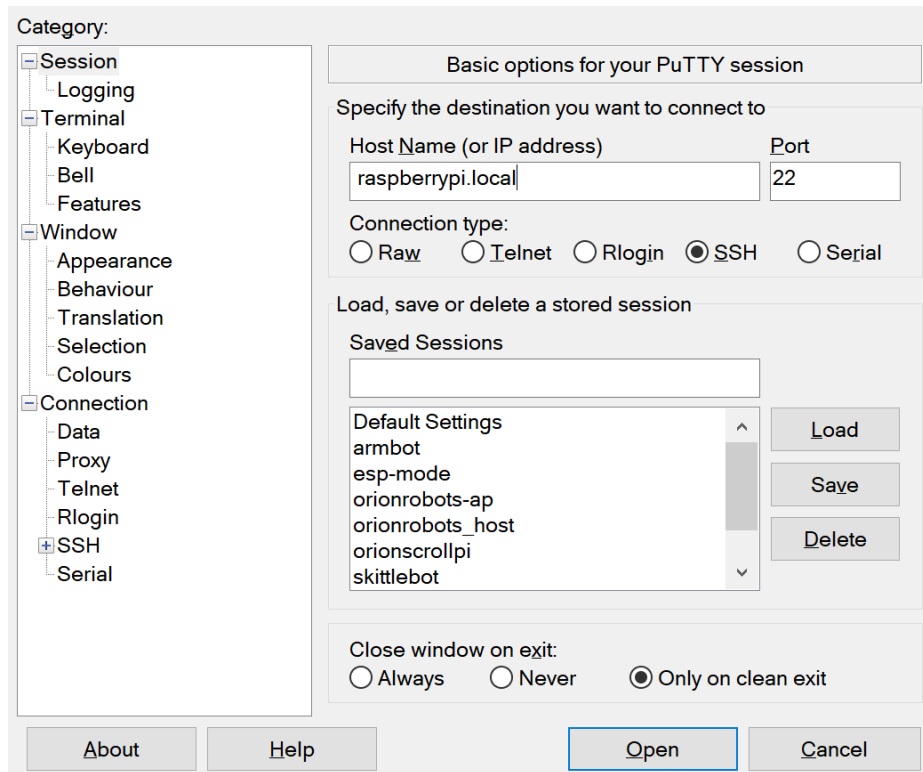 Category:
Session
Logging
Terminal
Keyboard
Bell
Features
Window
Appearance
Behaviour
Translation
Selection
Colours
Connection
Data
Proxy
Telnet
Rlogin
SSH
Serial
Basic options for your PuTTY session
Specify the destination you want to connect to
Host Name (or IP address) Port
raspberrypi.local 22
Connection type:
Raw Telnet Rlogin SSH Serial
Load, save or delete a stored session
Saved Sessions
Default Settings
armbot
esp-mode
orionrobots-ap
orionrobots_host
orionscrollpi
skittlebot
Load
Save
Delete
Close window on exit:
Always Never Only on clean exit
About Help Open Cancel